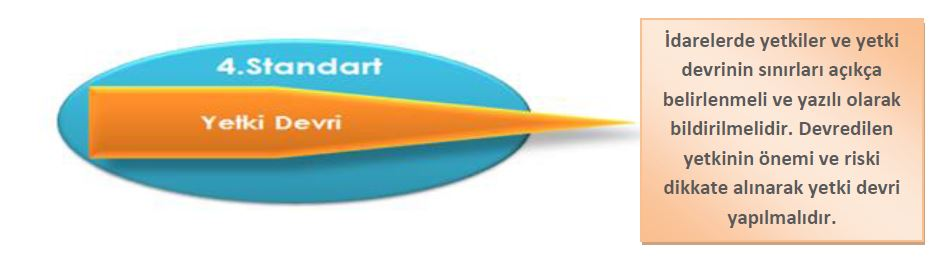 4.Standart
Yetki Devri
İdarelerde yetkiler ve yetki
devrinin sınırları açıkça
belirlenmeli ve yazılı olarak
bildirilmelidir. Devredilen
yetkinin önemi ve riski
dikkate alınarak yetki devri
yapılmalıdır.